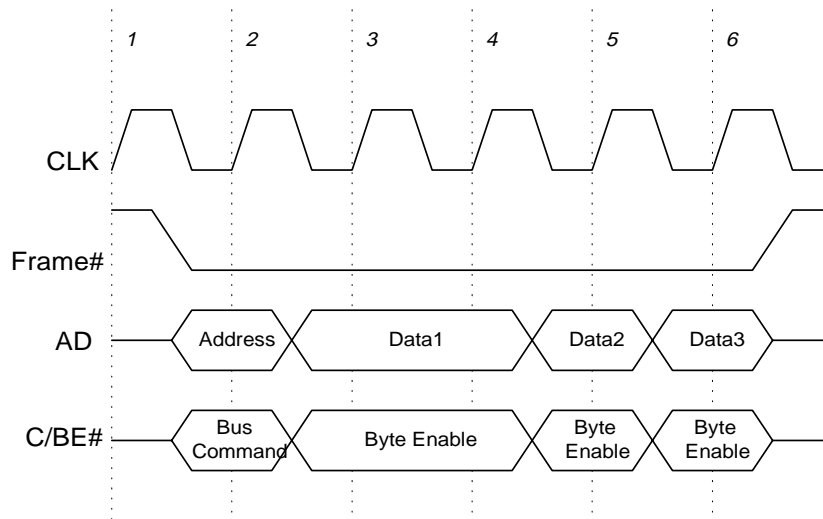 1 2 3 4 5 6
CLK
Frame#
AD
Address Data1 Data2 Data3
C/BE#
Bus
Command
Byte Enable
Byte
Enable
Byte
Enable